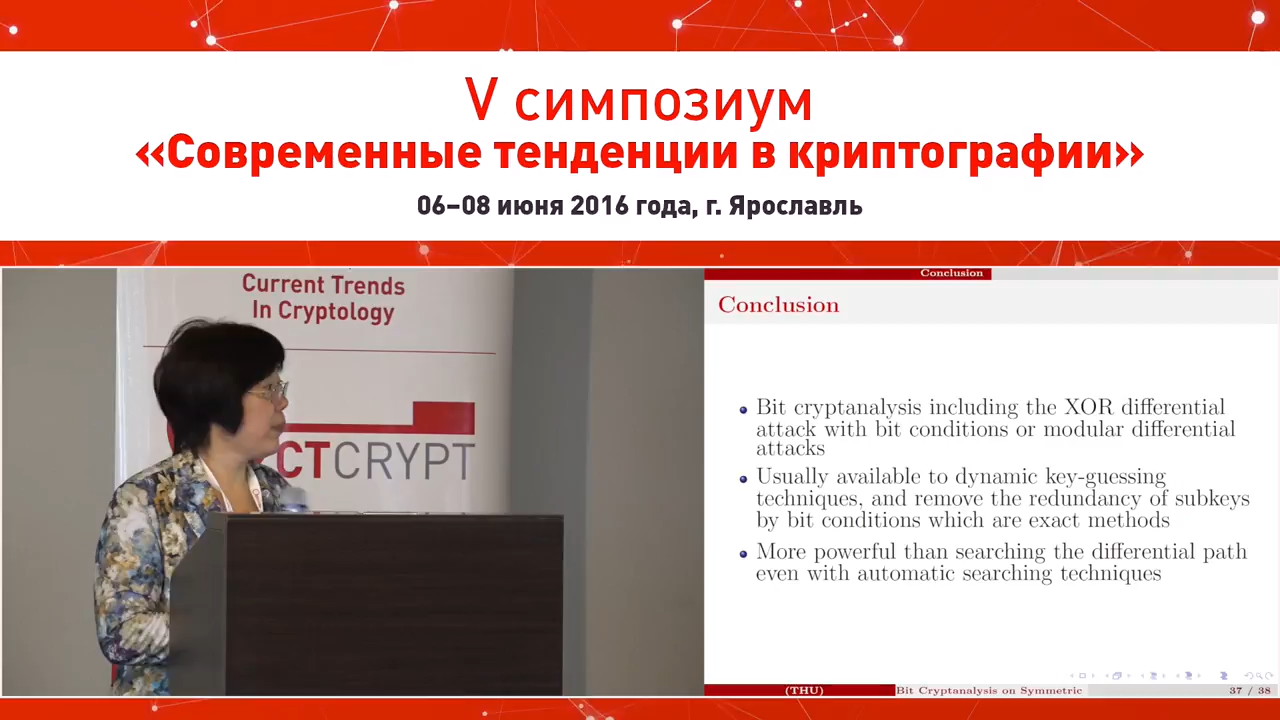 V симпозиум
«Современные тенденции в криптографии»
06–08 июня 2016 года, г. Ярославль
Current Trends
In Cryptology
CTCRYPT
Conclusion
Conclusion
Bit cryptanalysis including the XOR differential
attack with bit conditions or modular differential
attacks
Usually available to dynamic key-guessing
techniques, and remove the redundancy of subkeys
by bit conditions which are exact methods
More powerful than searching the differential path
even with automatic searching techniques
(THU)
Bit Cryptanalysis on Symmetric
37 / 38